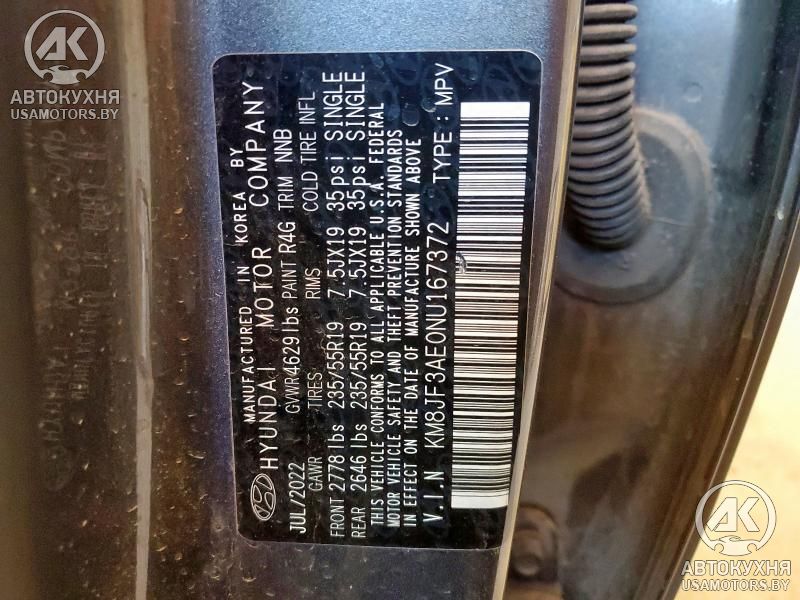 MANUFACTURED IN KOREA BY
HYUNDAI MOTOR COMPANY
JUL/2022 GVWR 4629 lbs PAINT R4G TRIM NNB
GAWR TIRES RIMS COLD TIRE INFL
FRONT 2778 lbs 235/55R19 7.5JX19 35psi SINGLE
REAR 2646 lbs 235/55R19 7.5JX19 35psi SINGLE
THIS VEHICLE CONFORMS TO ALL APPLICABLE U.S.A. FEDERAL
MOTOR VEHICLE SAFETY AND THEFT PREVENTION STANDARDS
IN EFFECT ON THE DATE OF MANUFACTURE SHOWN ABOVE
V.I.N KM8JF3AE0NU167372 TYPE : MPV
АК
АВТОКУХНЯ
USAMOTORS.BY
АК
АВТОКУХНЯ
USAMOTORS.BY